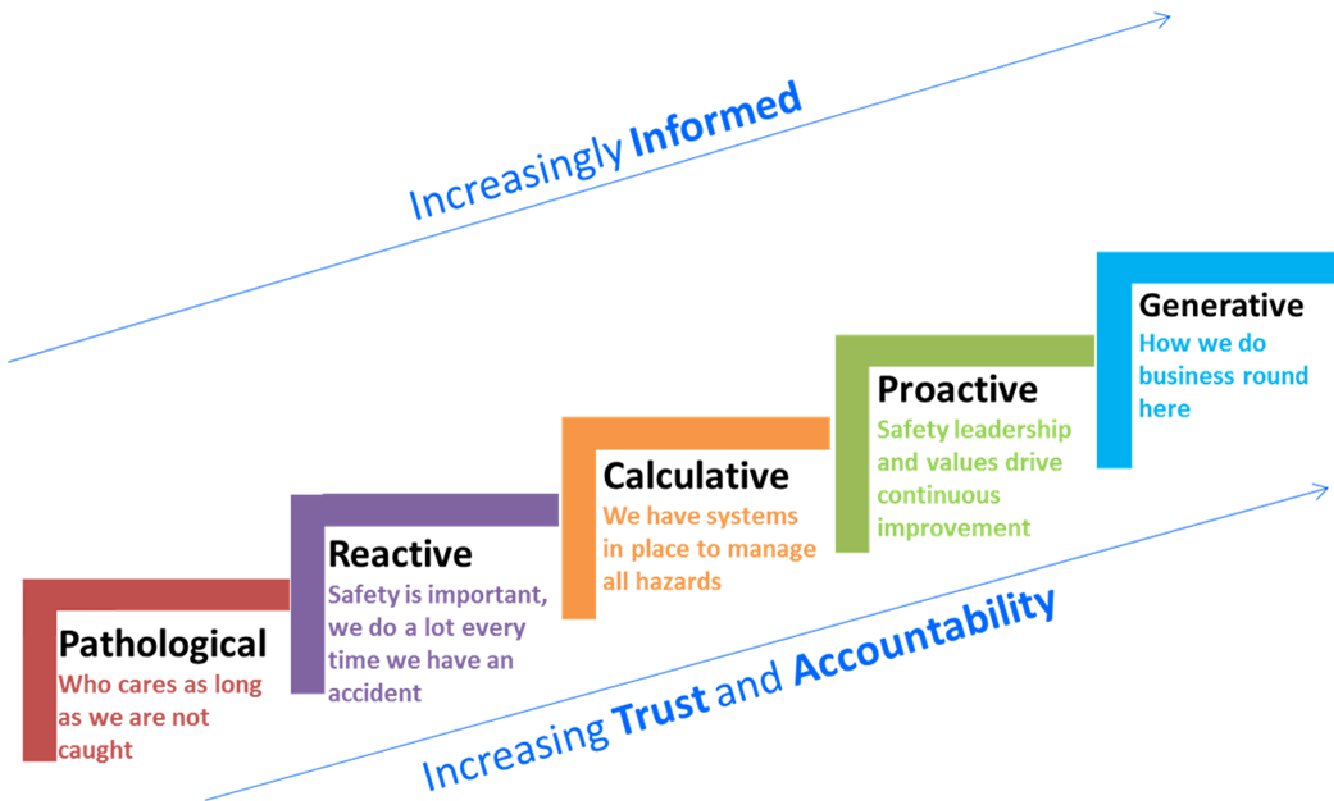 Increasingly Informed
Generative
How we do
business round
here
Proactive
Safety leadership
and values drive
continuous
improvement
Calculative
We have systems
in place to manage
all hazards
Reactive
Safety is important,
we do a lot every
time we have an
accident
Pathological
Who cares as long
as we are not
caught
Increasing Trust and Accountability